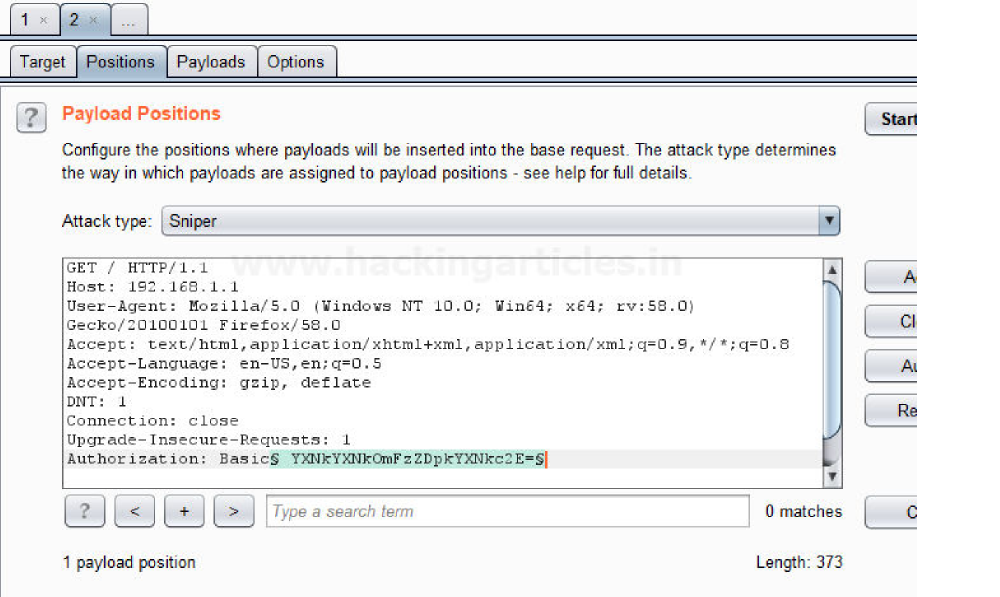 1 × 2 × ...
Target Positions Payloads Options
? Payload Positions
Start
Configure the positions where payloads will be inserted into the base request. The attack type determines
the way in which payloads are assigned to payload positions - see help for full details.
Attack type: Sniper
www.hackingarticles.in
GET / HTTP/1.1
Host: 192.168.1.1
User-Agent: Mozilla/5.0 (Windows NT 10.0; Win64; x64; rv:58.0)
Gecko/20100101 Firefox/58.0
Accept: text/html,application/xhtml+xml,application/xml;q=0.9,*/*;q=0.8
Accept-Language: en-US,en;q=0.5
Accept-Encoding: gzip, deflate
DNT: 1
Connection: close
Upgrade-Insecure-Requests: 1
Authorization: Basic§ YXNkYXNkOmFzZDpkYXNkc2E=§
? < + > Type a search term 0 matches
1 payload position Length: 373